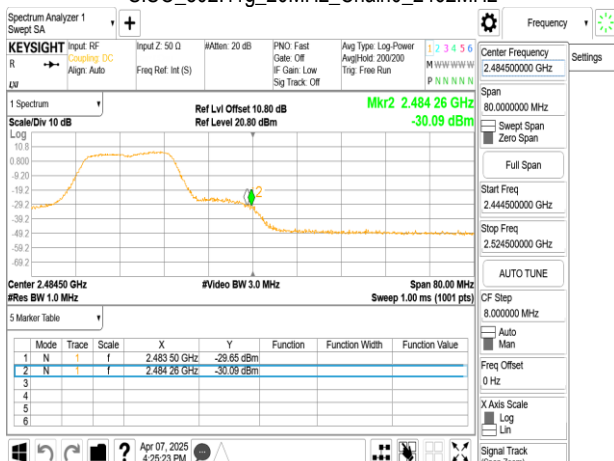 Spectrum Analyzer 1
Swept SA
+
Frequency
KEYSIGHT Input: RF Input Z: 50 Ω #Atten: 20 dB PNO: Fast Avg Type: Log-Power 1 2 3 4 5 6
R Coupling: DC Gate: Off Avg|Hold: 200/200 M W W W W W
Align: Auto Freq Ref: Int (S) IF Gain: Low Trig: Free Run P N N N N N
LXI Sig Track: Off
Center Frequency
2.484500000 GHz
Settings
Span
80.0000000 MHz
Swept Span
Zero Span
Full Span
Start Freq
2.444500000 GHz
Stop Freq
2.524500000 GHz
AUTO TUNE
CF Step
8.000000 MHz
Auto
Man
Freq Offset
0 Hz
X Axis Scale
Log
Lin
Signal Track
1 Spectrum
Scale/Div 10 dB
Ref Lvl Offset 10.80 dB
Ref Level 20.80 dBm
Mkr2 2.484 26 GHz
-30.09 dBm
Log
10.8
0.800
-9.20
-19.2
-29.2
-39.2
-49.2
-59.2
-69.2
2
Center 2.48450 GHz #Video BW 3.0 MHz Span 80.00 MHz
#Res BW 1.0 MHz Sweep 1.00 ms (1001 pts)
5 Marker Table
Mode Trace Scale X Y Function Function Width Function Value
1 N 1 f 2.483 50 GHz -29.65 dBm
2 N 1 f 2.484 26 GHz -30.09 dBm
3
4
5
6
?
Apr 07, 2025
4:25:23 PM